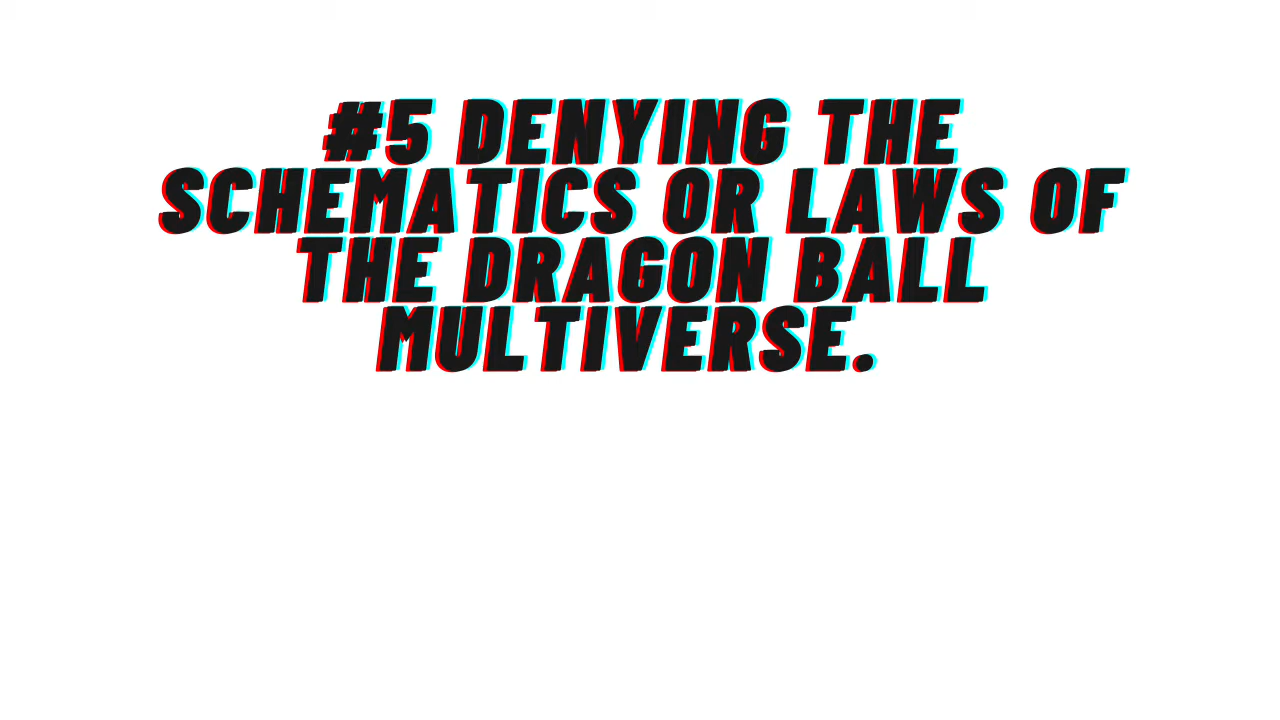 #5 DENYING THE
SCHEMATICS OR LAWS OF
THE DRAGON BALL
MULTIVERSE.